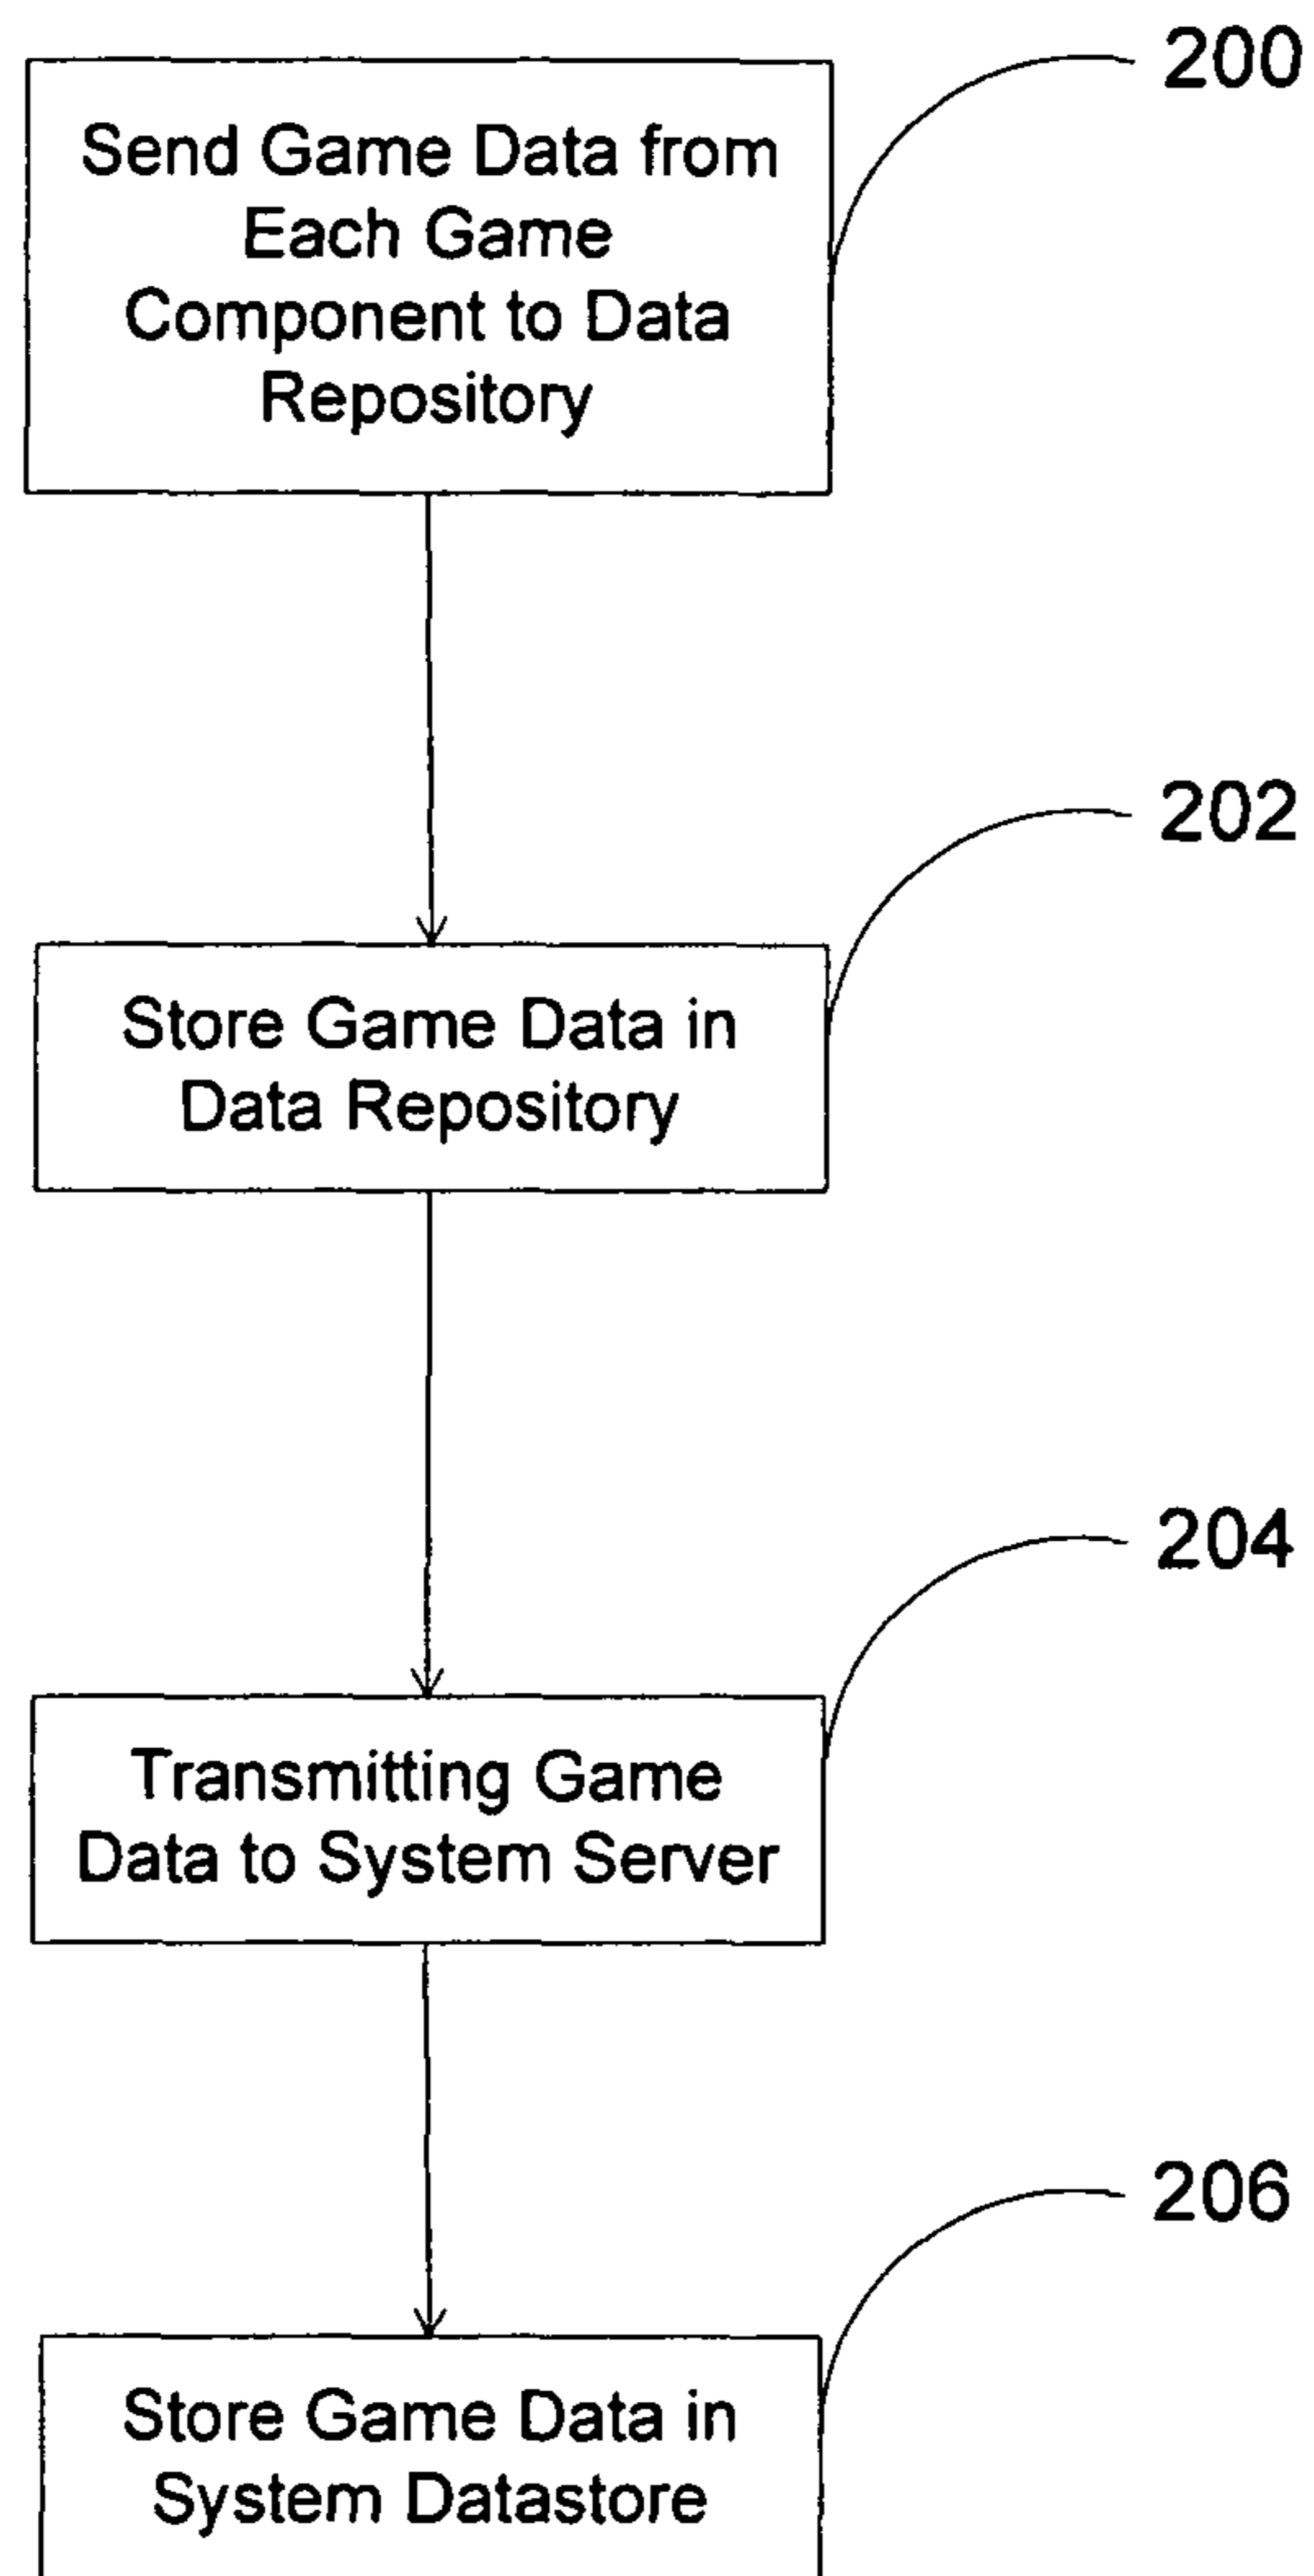 200
Send Game Data from
Each Game
Component to Data
Repository
202
Store Game Data in
Data Repository
204
Transmitting Game
Data to System Server
206
Store Game Data in
System Datastore